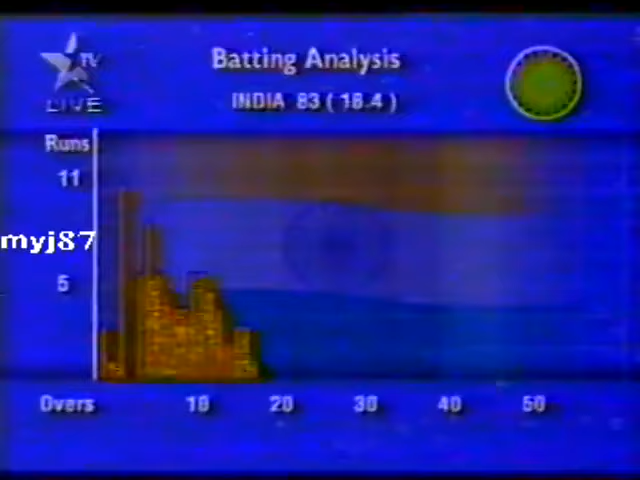 TV
LIVE
Batting Analysis
INDIA 83 ( 18.4 )
Runs
11
myj87
5
Overs 10 20 30 40 50